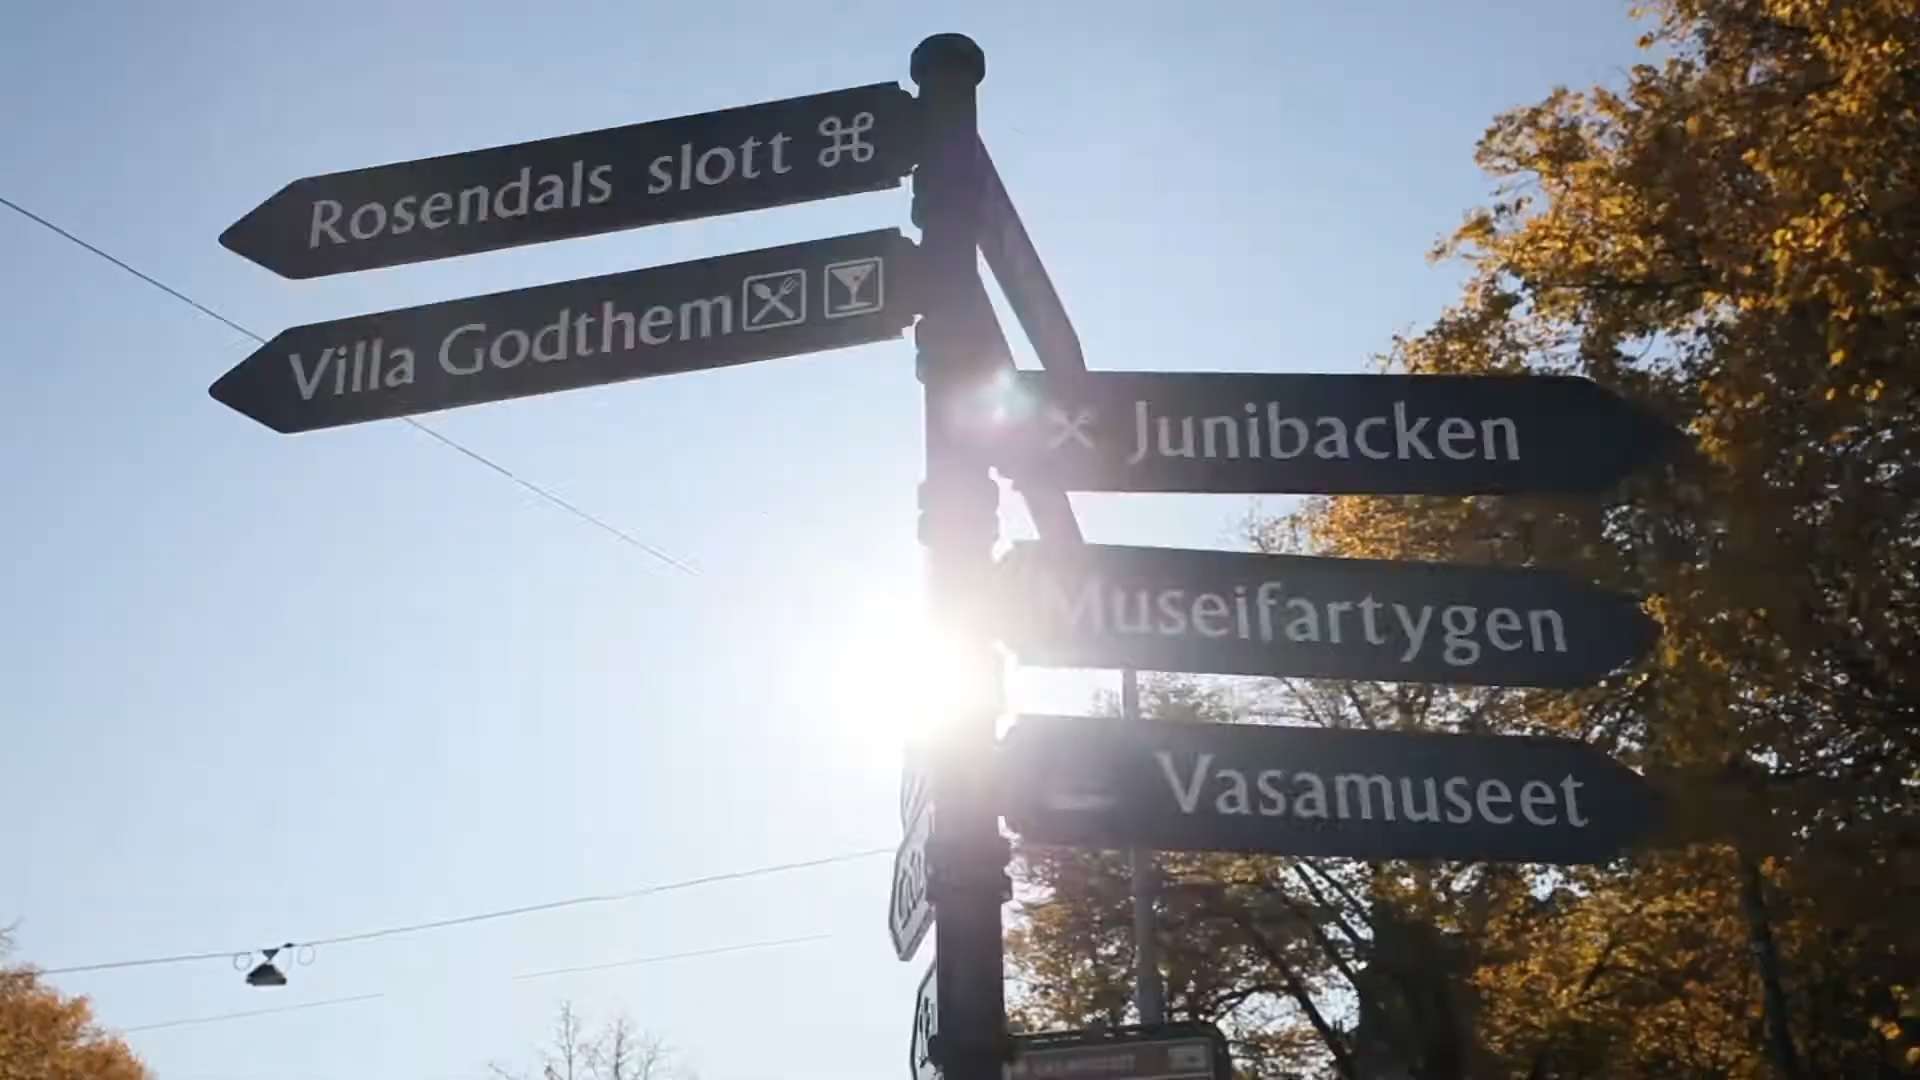 Rosendals slott ⌘
Villa Godthem
Junibacken
Museifartygen
Vasamuseet